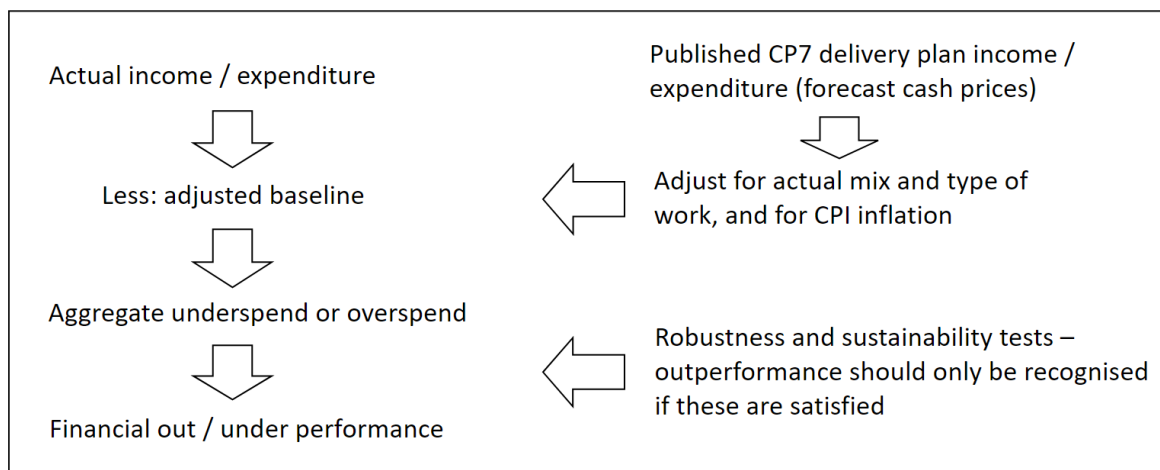 Actual income / expenditure
Less: adjusted baseline
Aggregate underspend or overspend
Financial out / under performance
Published CP7 delivery plan income /
expenditure (forecast cash prices)
Adjust for actual mix and type of
work, and for CPI inflation
Robustness and sustainability tests –
outperformance should only be recognised
if these are satisfied